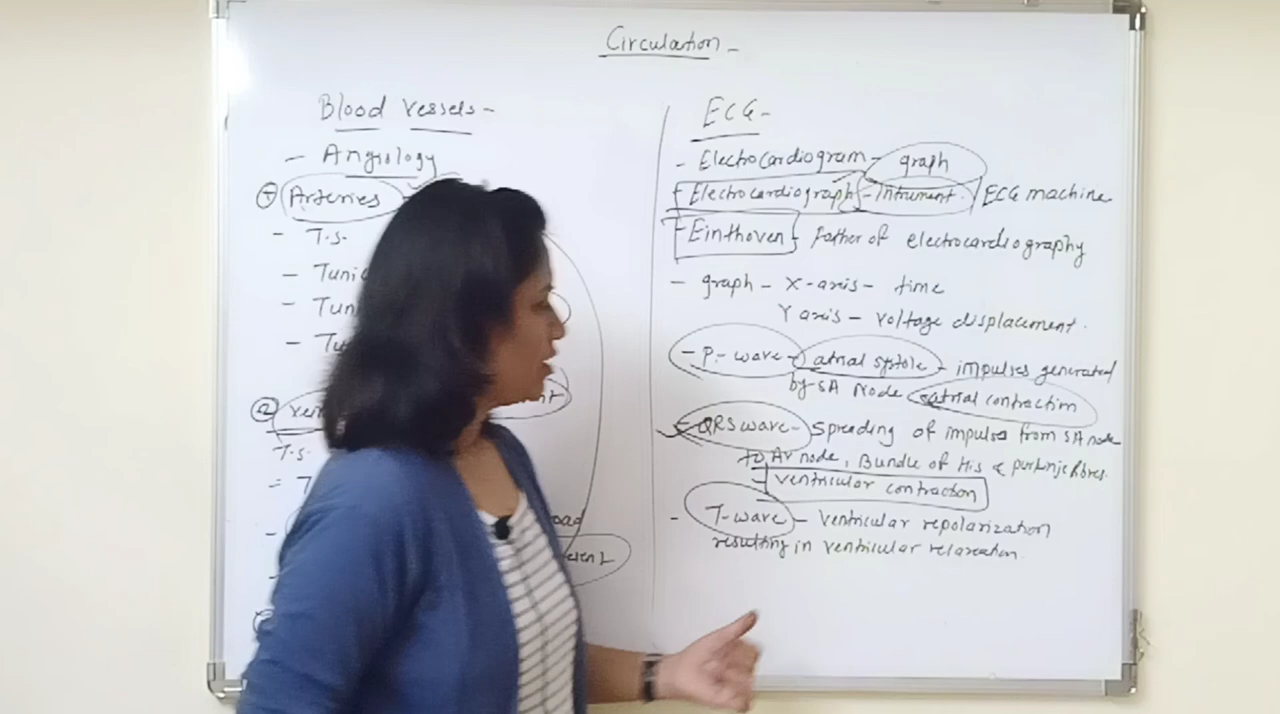 Circulation -
Blood vessels -
- Angiology
① Arteries
- T.S.
- Tunic
- Tun
- Tu
② vein
T.S.
ECG -
- Electrocardiogram - graph
- Electrocardiograph - Intrument. ECG machine
- Einthoven - Father of electrocardiography
- graph - X-axis - time
Y axis - voltage displacement.
- P-wave - atrial systole - impulses generated
by SA Node atrial contraction
- QRS wave - Spreading of impulses from SA node
to AV node, Bundle of His & purkinje fibres.
- ventricular contraction
- T-wave - ventricular repolarization
resulting in ventricular relaxation